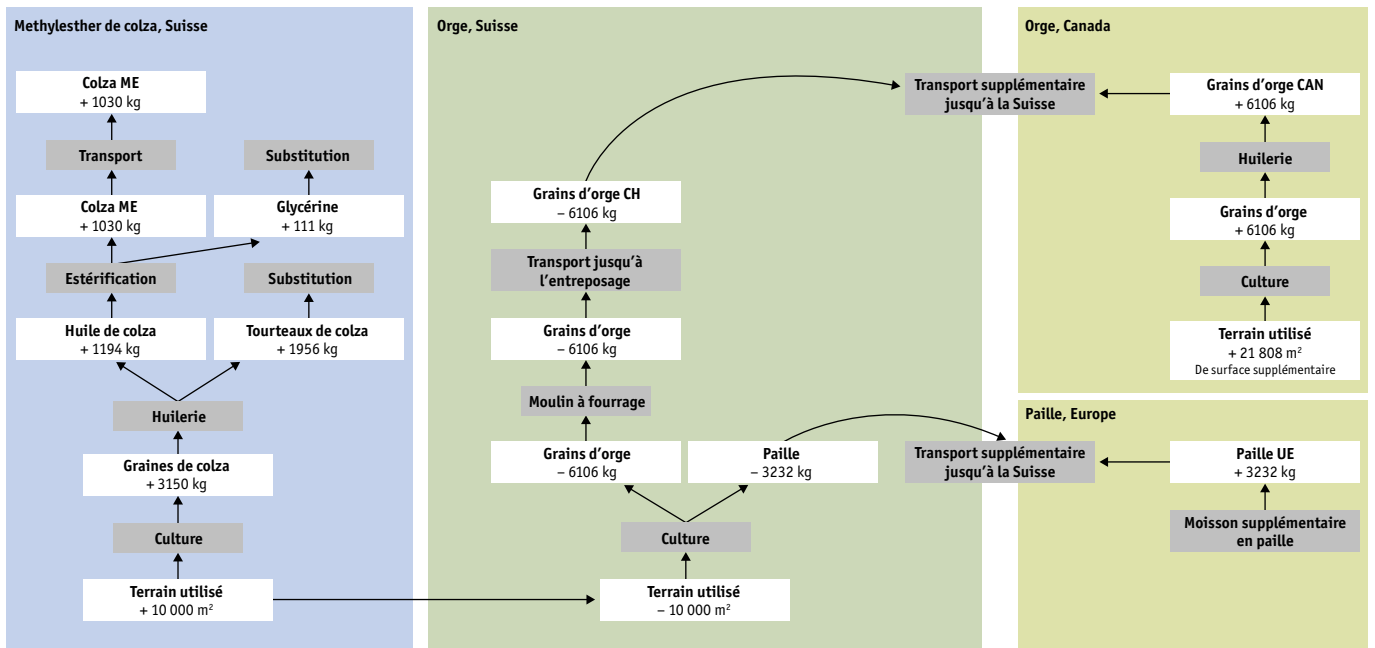 Methylesther de colza, Suisse
Colza ME
+ 1030 kg
Transport
Substitution
Colza ME
+ 1030 kg
Glycérine
+ 111 kg
Estérification
Substitution
Huile de colza
+ 1194 kg
Tourteaux de colza
+ 1956 kg
Huilerie
Graines de colza
+ 3150 kg
Culture
Terrain utilisé
+ 10 000 m²
Orge, Suisse
Grains d'orge CH
– 6106 kg
Transport jusqu'à
l'entreposage
Grains d'orge
– 6106 kg
Moulin à fourrage
Grains d'orge
– 6106 kg
Paille
– 3232 kg
Culture
Terrain utilisé
– 10 000 m²
Transport supplémentaire
jusqu'à la Suisse
Transport supplémentaire
jusqu'à la Suisse
Orge, Canada
Grains d'orge CAN
+ 6106 kg
Huilerie
Grains d'orge
+ 6106 kg
Culture
Terrain utilisé
+ 21 808 m²
De surface supplémentaire
Paille, Europe
Paille UE
+ 3232 kg
Moisson supplémentaire
en paille